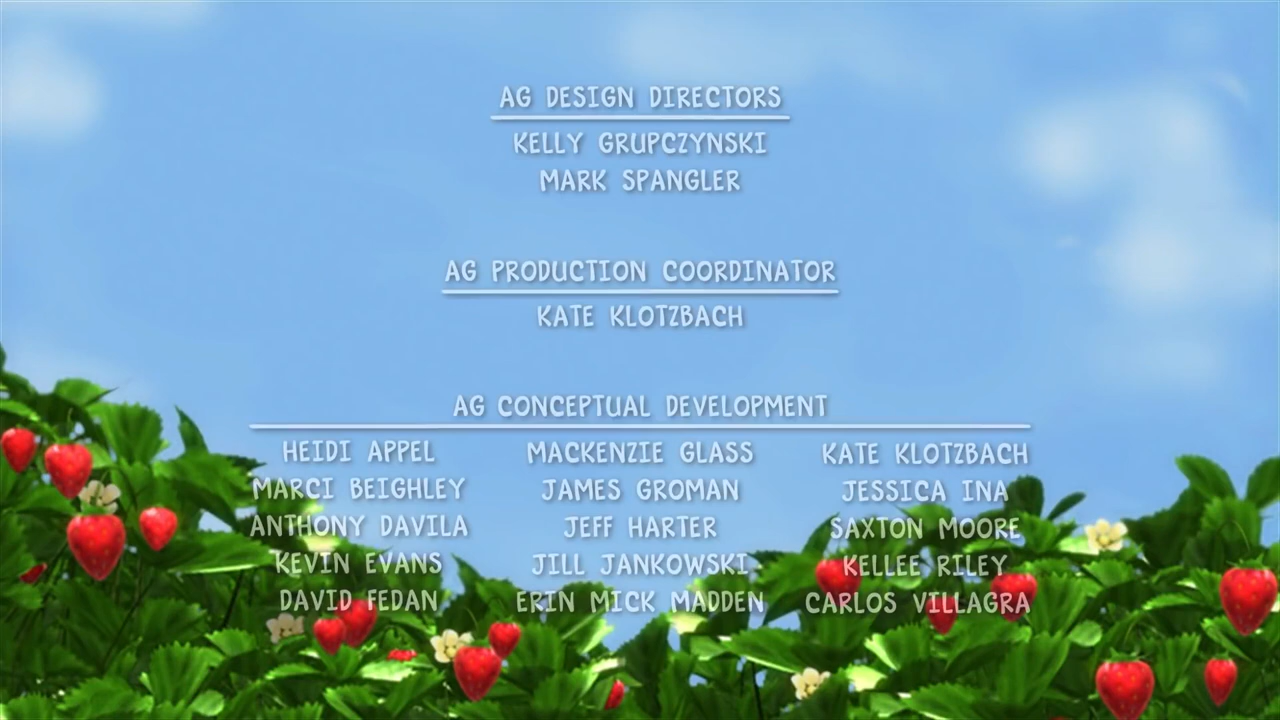 AG DESIGN DIRECTORS
KELLY GRUPCZYNSKI
MARK SPANGLER
AG PRODUCTION COORDINATOR
KATE KLOTZBACH
AG CONCEPTUAL DEVELOPMENT
HEIDI APPEL MACKENZIE GLASS KATE KLOTZBACH
MARCI BEIGHLEY JAMES GROMAN JESSICA INA
ANTHONY DAVILA JEFF HARTER SAXTON MOORE
KEVIN EVANS JILL JANKOWSKI KELLEE RILEY
DAVID FEDAN ERIN MICK MADDEN CARLOS VILLAGRA